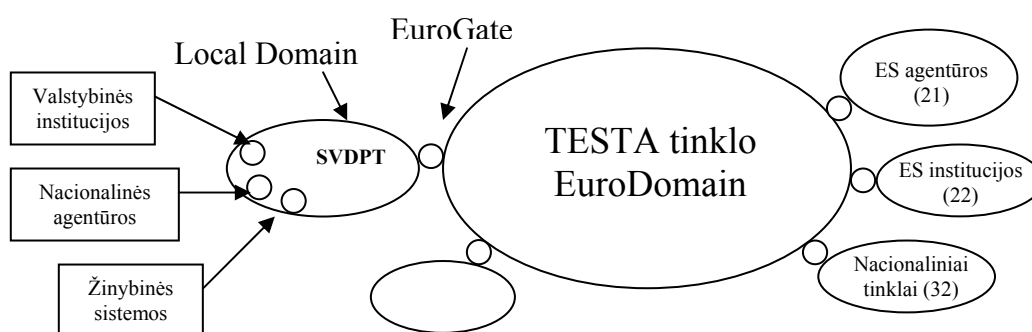 EuroGate
Local Domain
Valstybinės
institucijos
SVDPT
Nacionalinės
agentūros
Žinybinės
sistemos
TESTA tinklo
EuroDomain
ES agentūros
(21)
ES institucijos
(22)
Nacionaliniai
tinklai (32)